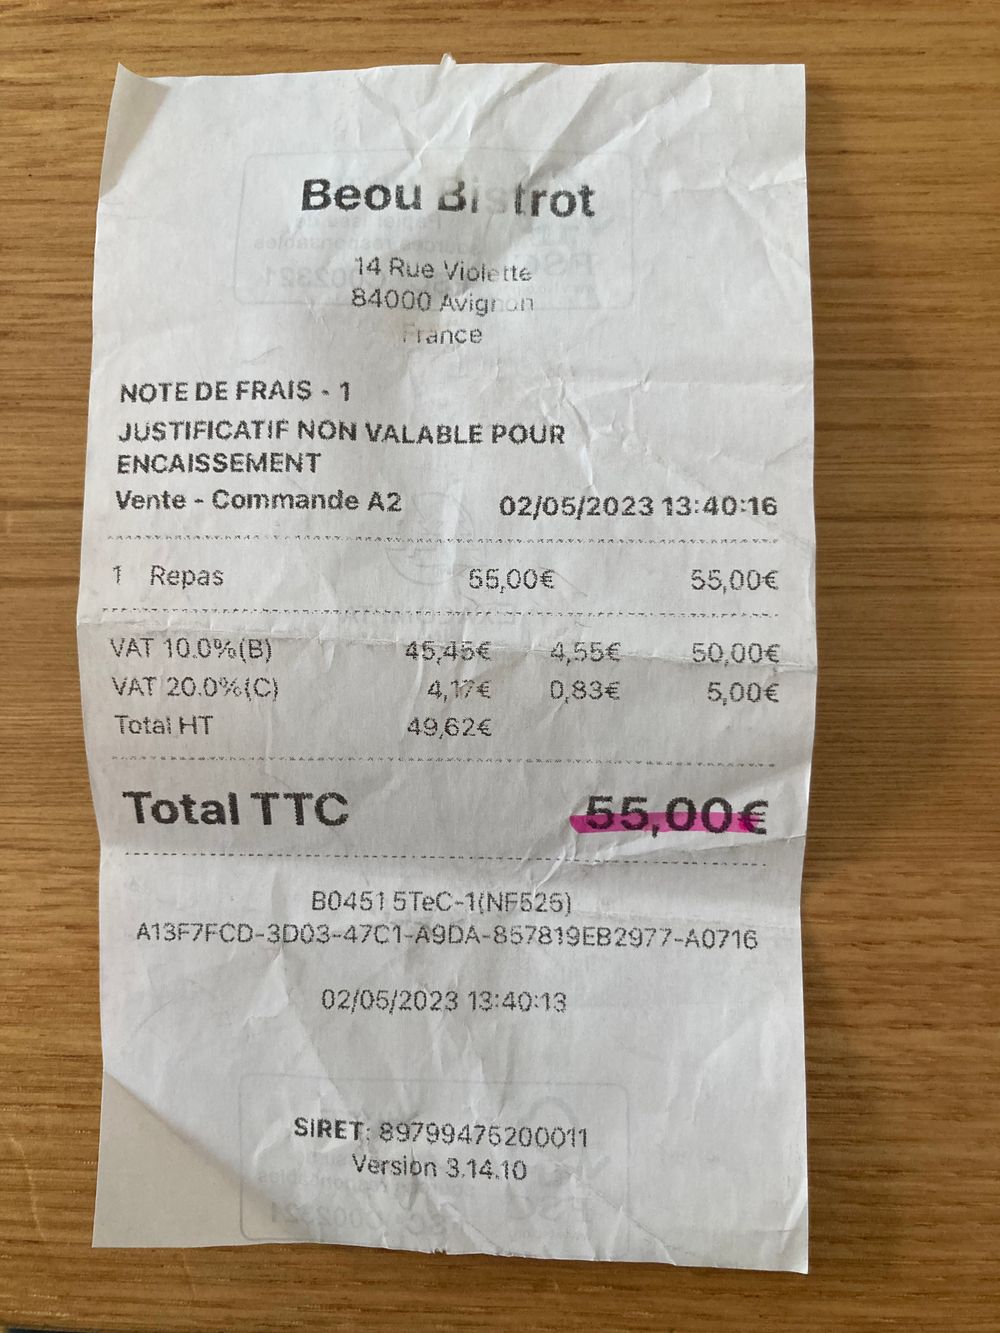 Beou Bistrot
14 Rue Violette
84000 Avignon
France
NOTE DE FRAIS - 1
JUSTIFICATIF NON VALABLE POUR
ENCAISSEMENT
Vente - Commande A2 02/05/2023 13:40:16
1 Repas 55,00€ 55,00€
VAT 10.0%(B) 45,45€ 4,55€ 50,00€
VAT 20.0%(C) 4,17€ 0,83€ 5,00€
Total HT 49,62€
Total TTC 55,00€
B04515TeC-1(NF525)
A13F7FCD-3D03-47C1-A9DA-857819EB2977-A0716
02/05/2023 13:40:13
SIRET: 89799475200011
Version 3.14.10